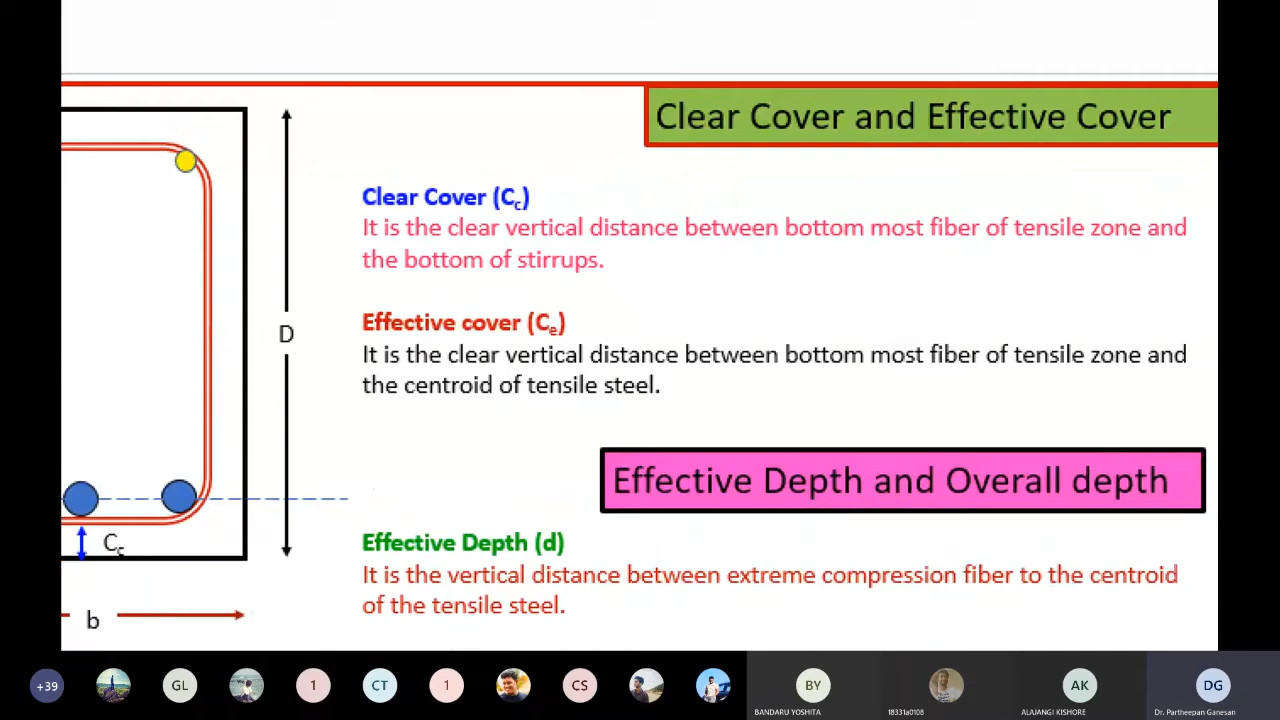 Clear Cover and Effective Cover
Clear Cover (Cc)
It is the clear vertical distance between bottom most fiber of tensile zone and
the bottom of stirrups.
D
Effective cover (Ce)
It is the clear vertical distance between bottom most fiber of tensile zone and
the centroid of tensile steel.
Effective Depth and Overall depth
Cc
Effective Depth (d)
It is the vertical distance between extreme compression fiber to the centroid
of the tensile steel.
b
+39
GL
1
CT
1
CS
BY
AK
DG
BANDARU YOSHITA
18331a0108
ALAJANGI KISHORE
Dr. Partheepan Ganesan